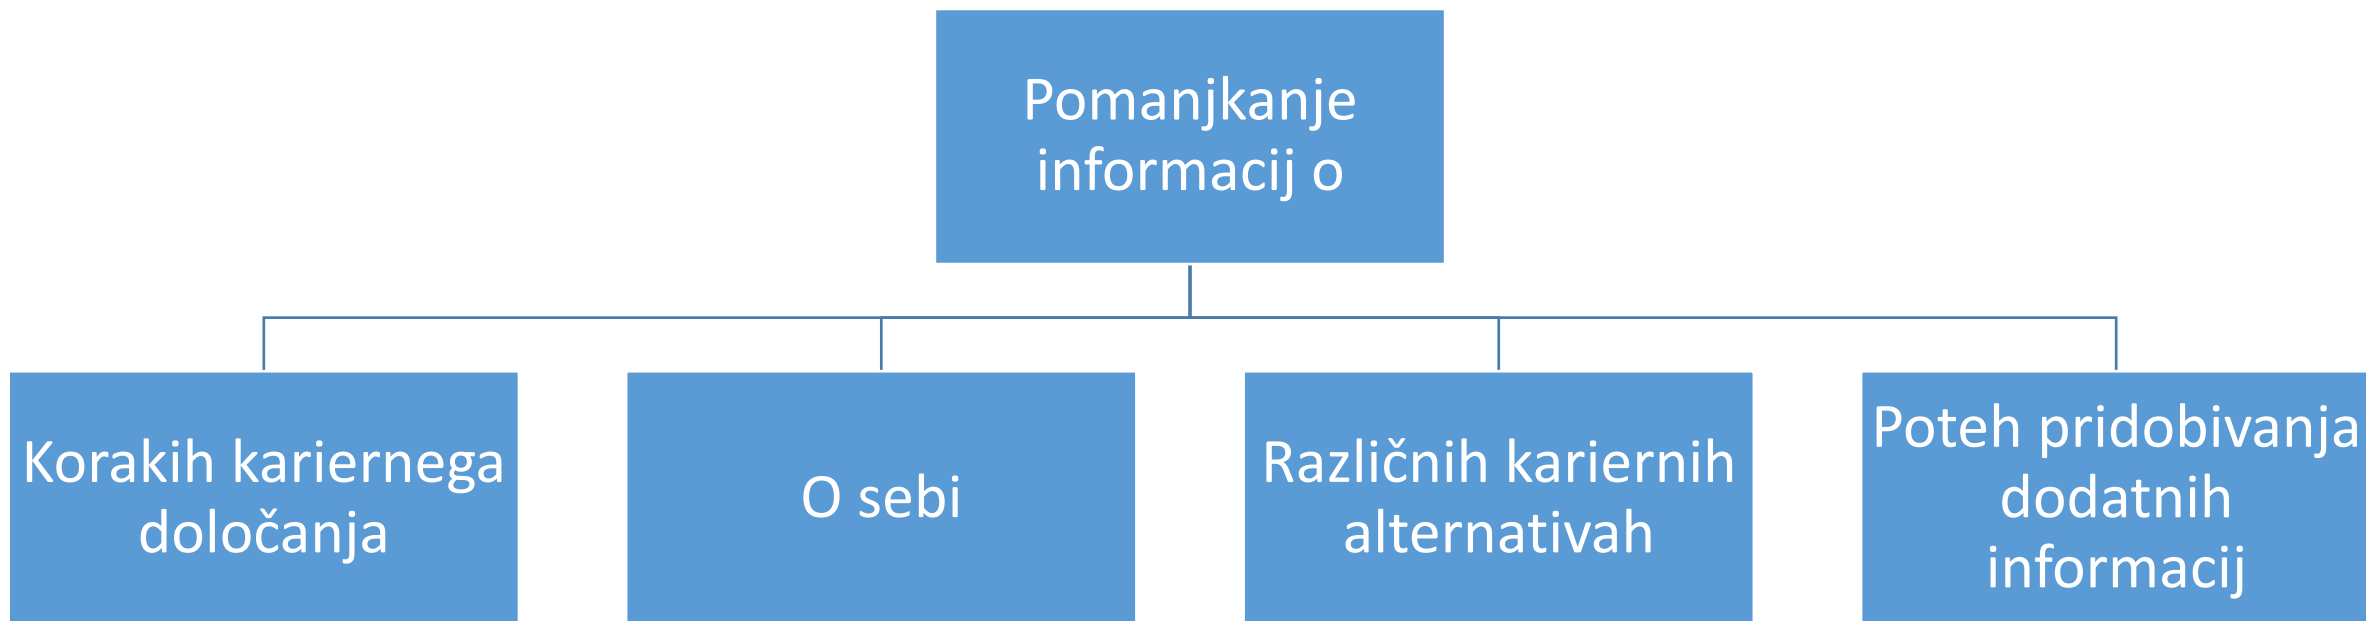 Pomanjkanje
informacij o
Korakih kariernega
določanja
O sebi
Različnih kariernih
alternativah
Poteh pridobivanja
dodatnih
informacij